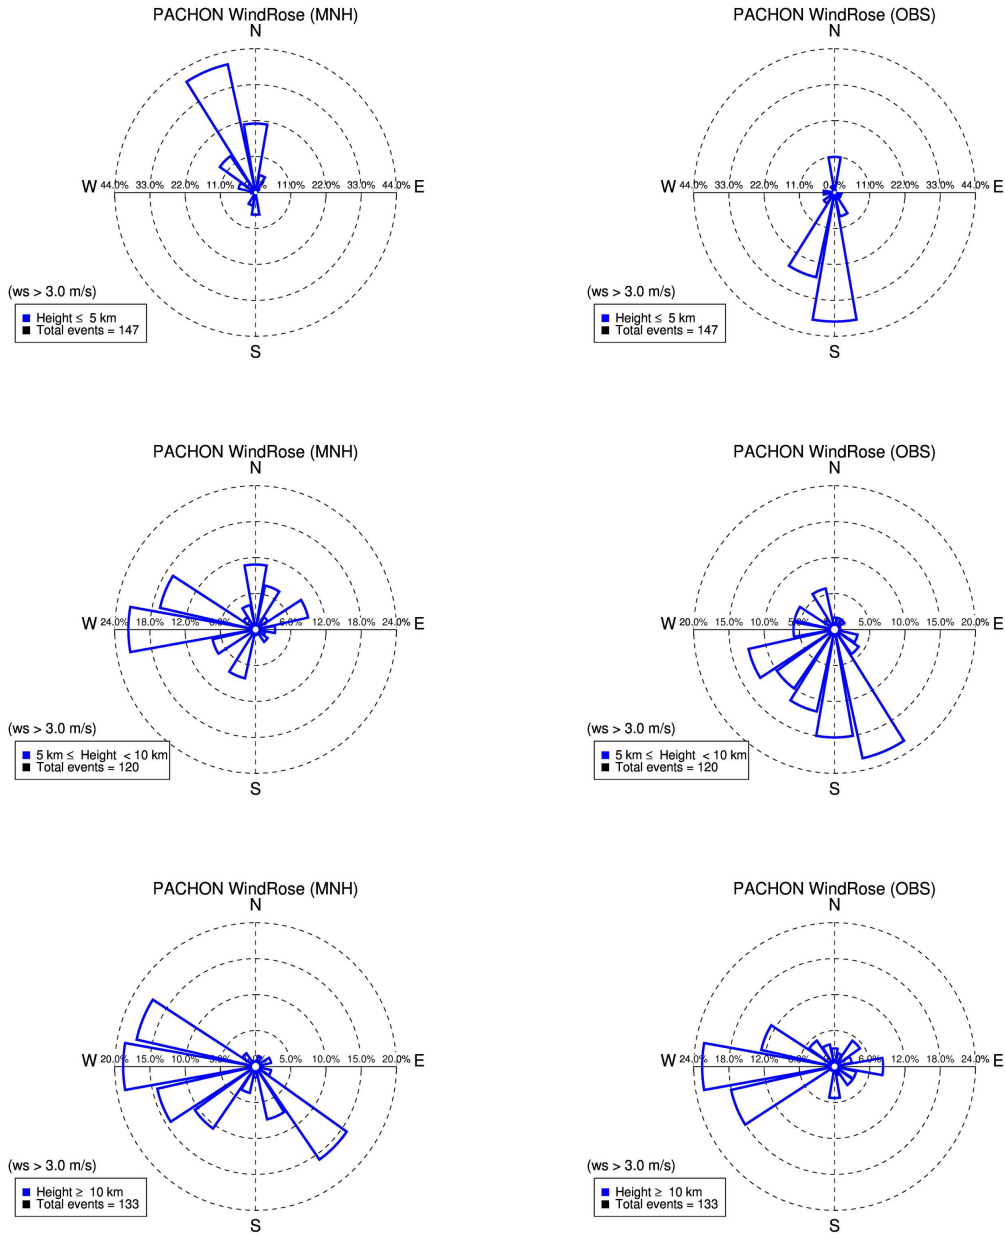 PACHON WindRose (MNH)
N
W 44.0% 33.0% 22.0% 11.0% 11.0% 22.0% 33.0% 44.0% E
(ws > 3.0 m/s)
Height ≤ 5 km
Total events = 147
S
PACHON WindRose (OBS)
N
W 44.0% 33.0% 22.0% 11.0% 11.0% 22.0% 33.0% 44.0% E
(ws > 3.0 m/s)
Height ≤ 5 km
Total events = 147
S
PACHON WindRose (MNH)
N
W 24.0% 18.0% 12.0% 6.0% 6.0% 12.0% 18.0% 24.0% E
(ws > 3.0 m/s)
5 km ≤ Height < 10 km
Total events = 120
S
PACHON WindRose (OBS)
N
W 20.0% 15.0% 10.0% 5.0% 5.0% 10.0% 15.0% 20.0% E
(ws > 3.0 m/s)
5 km ≤ Height < 10 km
Total events = 120
S
PACHON WindRose (MNH)
N
W 20.0% 15.0% 10.0% 5.0% 5.0% 10.0% 15.0% 20.0% E
(ws > 3.0 m/s)
Height ≥ 10 km
Total events = 133
S
PACHON WindRose (OBS)
N
W 24.0% 18.0% 12.0% 6.0% 6.0% 12.0% 18.0% 24.0% E
(ws > 3.0 m/s)
Height ≥ 10 km
Total events = 133
S